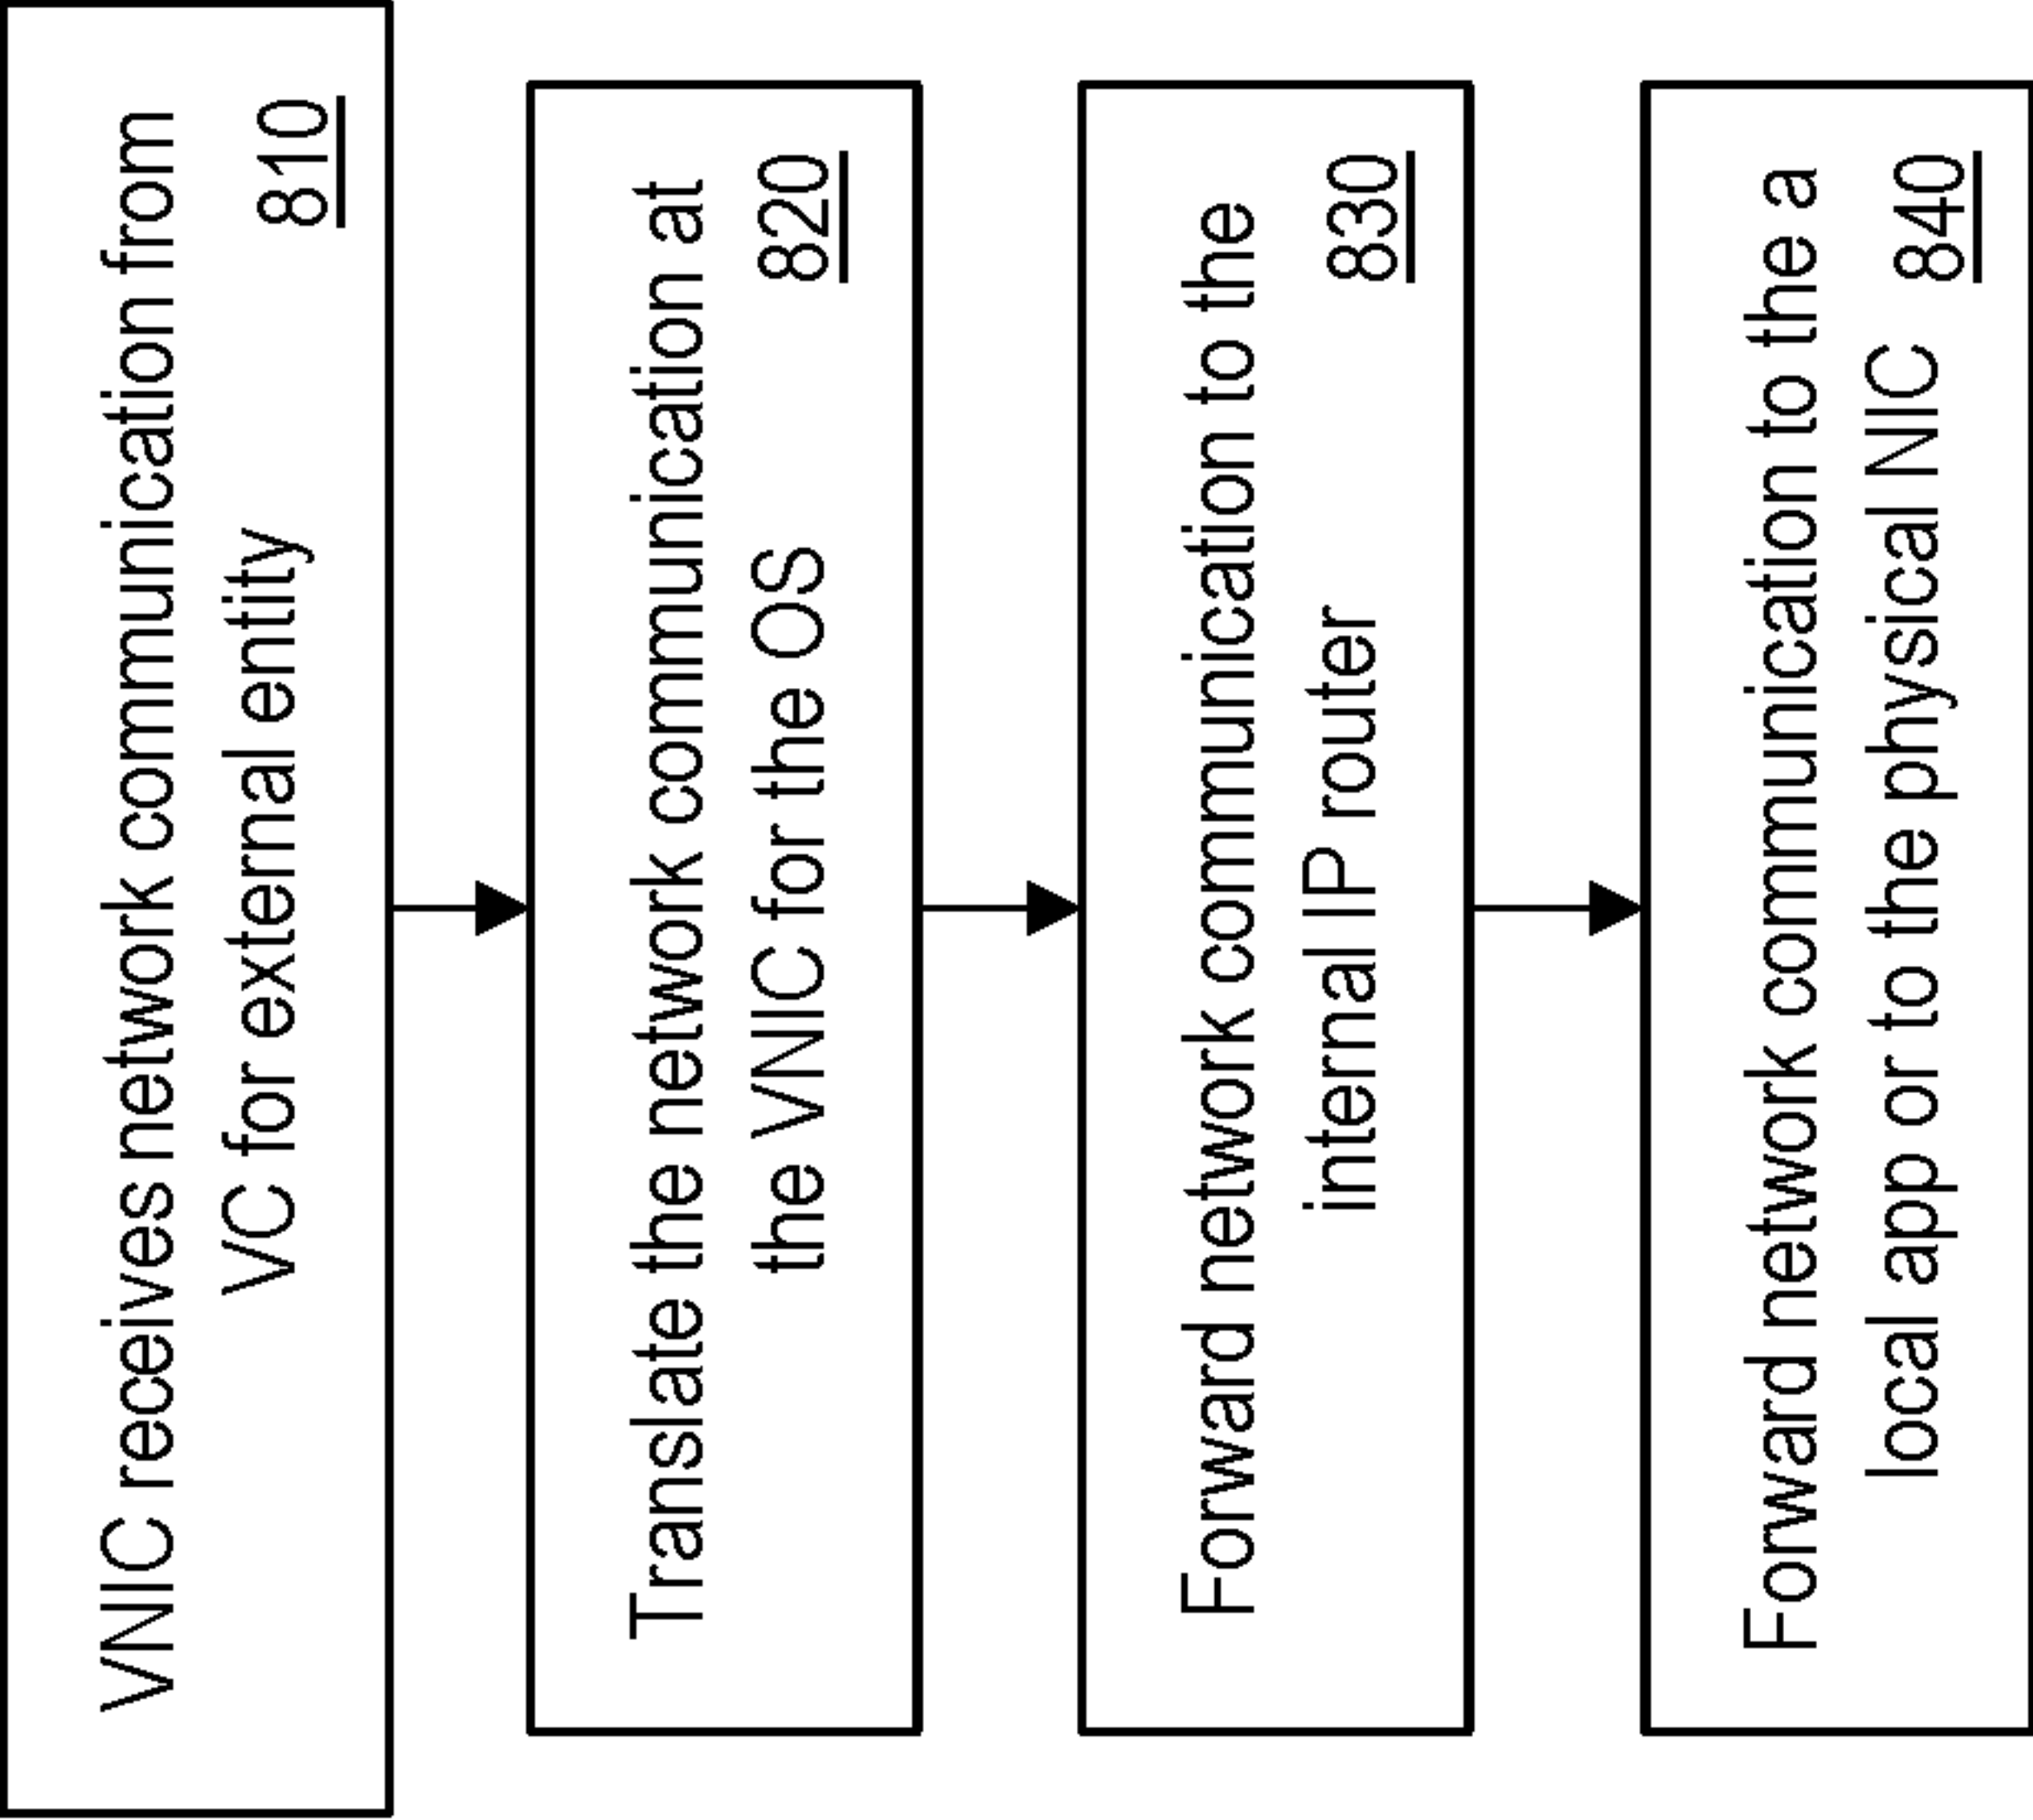 VNIC receives network communication from
VC for external entity
810
Translate the network communication at
the VNIC for the OS
820
Forward network communication to the
internal IP router
830
Forward network communication to the a
local app or to the physical NIC 840